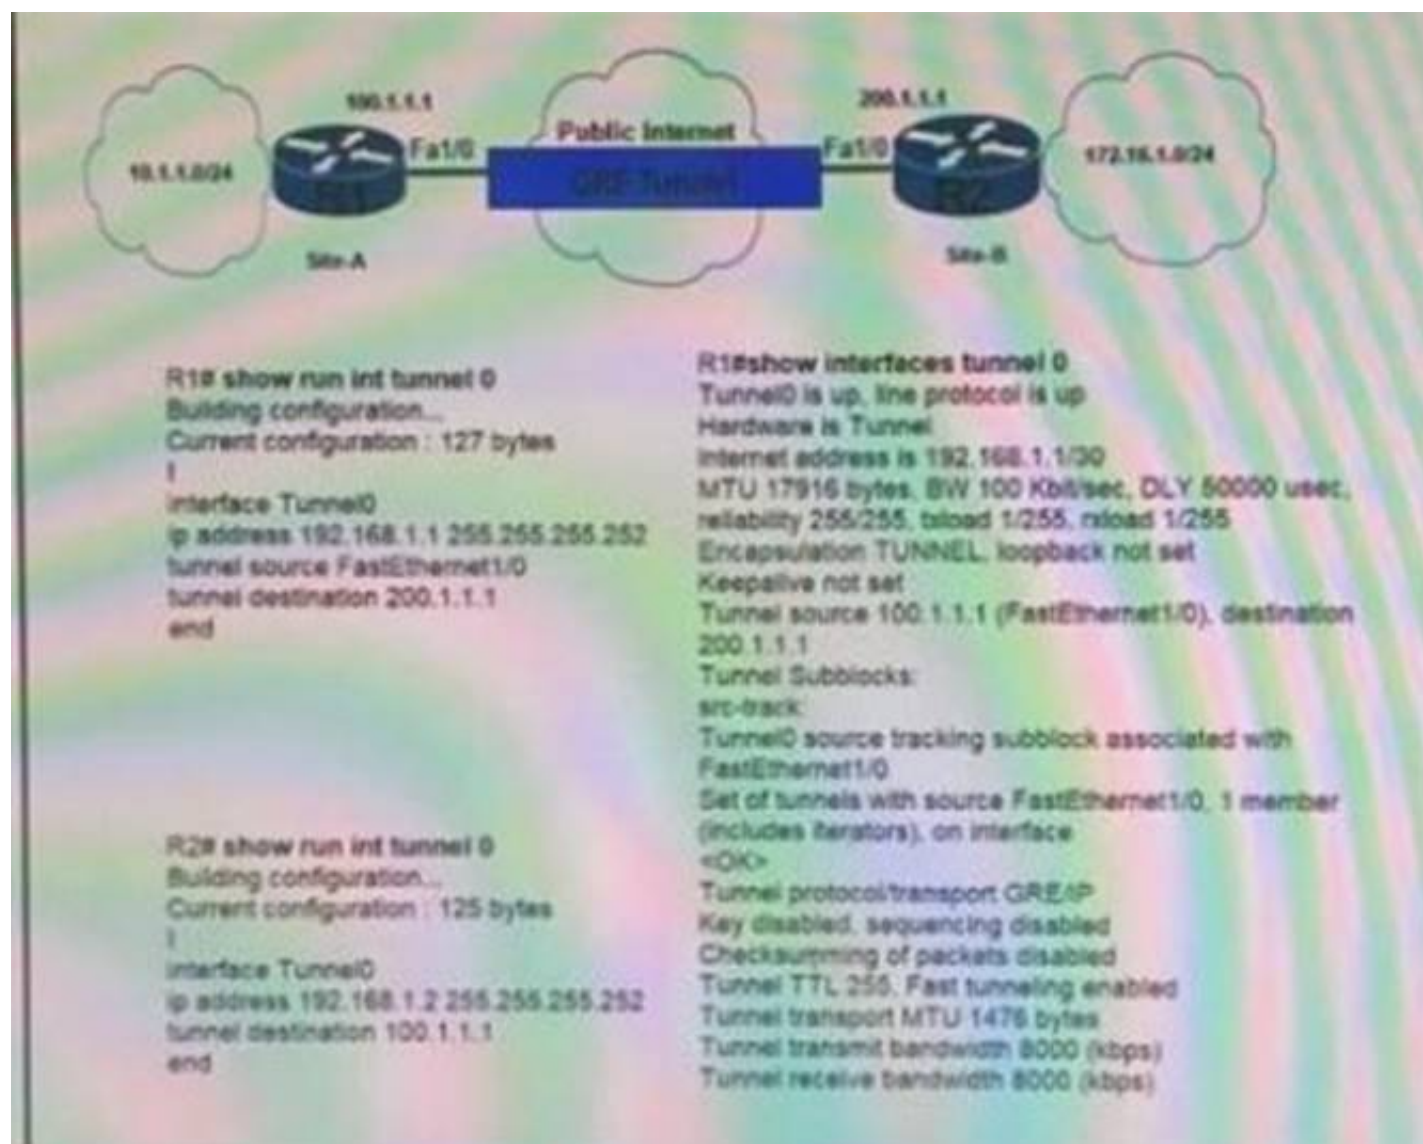 100.1.1.1
200.1.1.1
Public Internet
Fa1/0
Fa1/0
10.1.1.0/24
R1
GRE Tunnel
R2
172.16.1.0/24
Site-A
Site-B
R1# show run int tunnel 0
Building configuration...
Current configuration : 127 bytes
!
interface Tunnel0
ip address 192.168.1.1 255.255.255.252
tunnel source FastEthernet1/0
tunnel destination 200.1.1.1
end
R2# show run int tunnel 0
Building configuration...
Current configuration : 125 bytes
!
interface Tunnel0
ip address 192.168.1.2 255.255.255.252
tunnel destination 100.1.1.1
end
R1#show interfaces tunnel 0
Tunnel0 is up, line protocol is up
Hardware is Tunnel
Internet address is 192.168.1.1/30
MTU 17916 bytes, BW 100 Kbit/sec, DLY 50000 usec,
reliability 255/255, txload 1/255, rxload 1/255
Encapsulation TUNNEL, loopback not set
Keepalive not set
Tunnel source 100.1.1.1 (FastEthernet1/0), destination
200.1.1.1
Tunnel Subblocks:
src-track:
Tunnel0 source tracking subblock associated with
FastEthernet1/0
Set of tunnels with source FastEthernet1/0, 1 member
(includes iterators), on interface
<OK>
Tunnel protocol/transport GRE/IP
Key disabled, sequencing disabled
Checksumming of packets disabled
Tunnel TTL 255, Fast tunneling enabled
Tunnel transport MTU 1476 bytes
Tunnel transmit bandwidth 8000 (kbps)
Tunnel receive bandwidth 8000 (kbps)